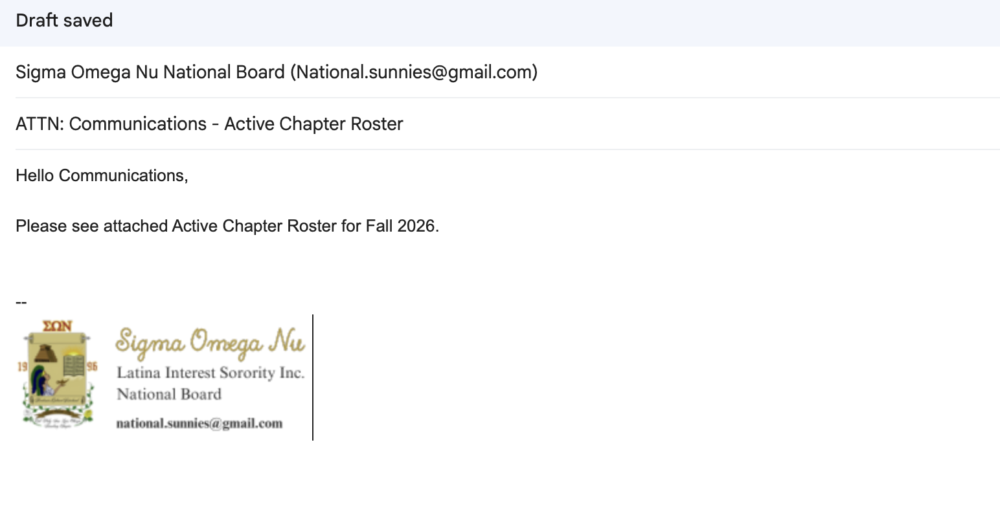 Draft saved
Sigma Omega Nu National Board (National.sunnies@gmail.com)
ATTN: Communications - Active Chapter Roster
Hello Communications,
Please see attached Active Chapter Roster for Fall 2026.
--
ΣΩΝ
19 96
Sigma Omega Nu
Latina Interest Sorority Inc.
National Board
national.sunnies@gmail.com